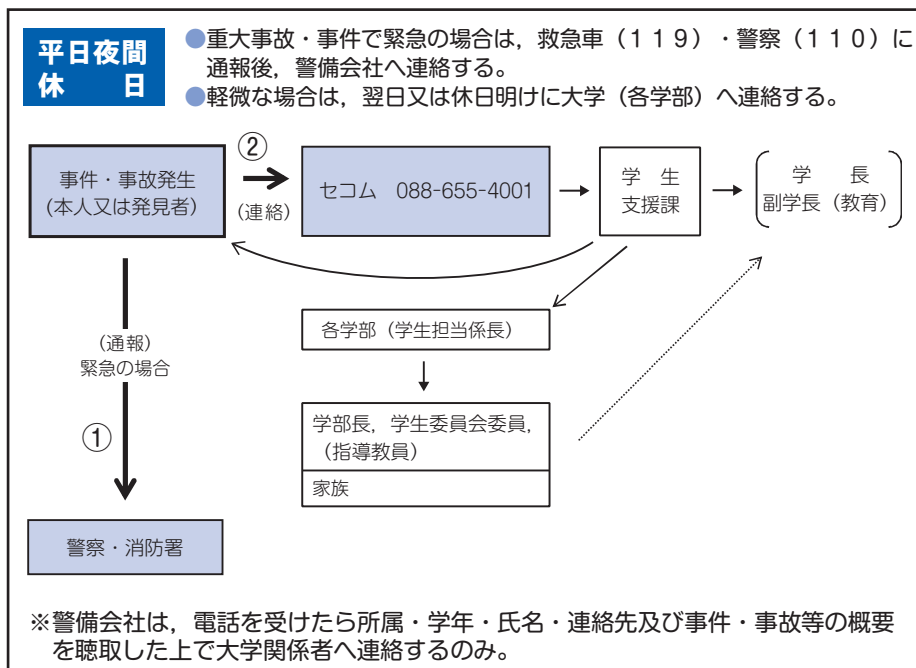 平日夜間
休　　日
●重大事故・事件で緊急の場合は，救急車（１１９）・警察（１１０）に
通報後，警備会社へ連絡する。
●軽微な場合は，翌日又は休日明けに大学（各学部）へ連絡する。
事件・事故発生
(本人又は発見者)
②
(連絡)
セコム　088-655-4001
学　生
支援課
学　　長
副学長（教育）
各学部（学生担当係長）
(通報)
緊急の場合
①
学部長，学生委員会委員，
（指導教員）
家族
警察・消防署
※警備会社は，電話を受けたら所属・学年・氏名・連絡先及び事件・事故等の概要
を聴取した上で大学関係者へ連絡するのみ。